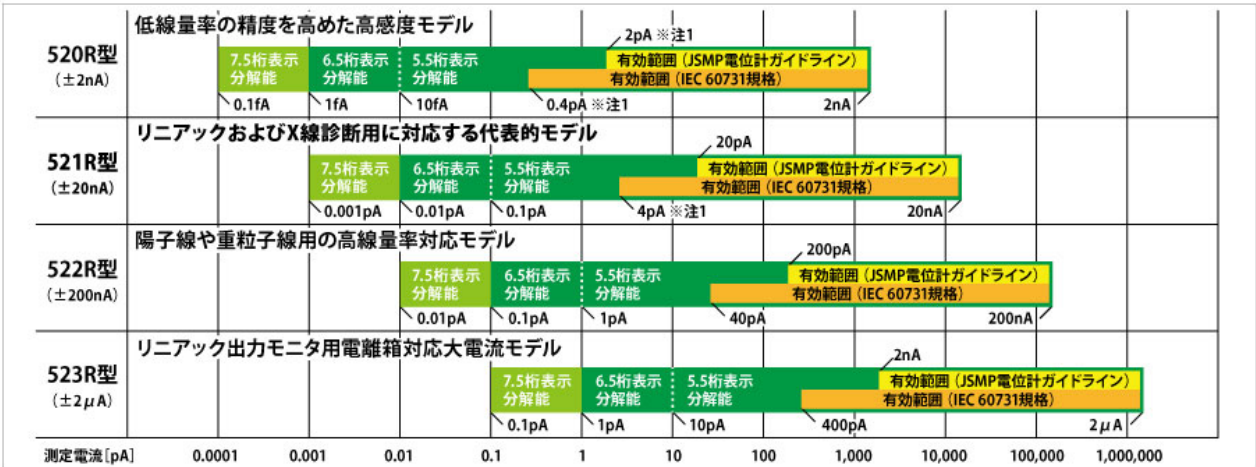 低線量率の精度を高めた高感度モデル
520R型
(±2nA)
7.5桁表示
分解能
6.5桁表示
分解能
5.5桁表示
分解能
2pA ※注1
有効範囲(JSMP電位計ガイドライン)
有効範囲(IEC 60731規格)
0.1fA
1fA
10fA
0.4pA ※注1
2nA
リニアックおよびX線診断用に対応する代表的モデル
521R型
(±20nA)
7.5桁表示
分解能
6.5桁表示
分解能
5.5桁表示
分解能
20pA
有効範囲(JSMP電位計ガイドライン)
有効範囲(IEC 60731規格)
0.001pA
0.01pA
0.1pA
4pA ※注1
20nA
陽子線や重粒子線用の高線量率対応モデル
522R型
(±200nA)
7.5桁表示
分解能
6.5桁表示
分解能
5.5桁表示
分解能
200pA
有効範囲(JSMP電位計ガイドライン)
有効範囲(IEC 60731規格)
0.01pA
0.1pA
1pA
40pA
200nA
リニアック出力モニタ用電離箱対応大電流モデル
523R型
(±2μA)
7.5桁表示
分解能
6.5桁表示
分解能
5.5桁表示
分解能
2nA
有効範囲(JSMP電位計ガイドライン)
有効範囲(IEC 60731規格)
0.1pA
1pA
10pA
400pA
2μA
測定電流[pA] 0.0001 0.001 0.01 0.1 1 10 100 1,000 10,000 100,000 1,000,000